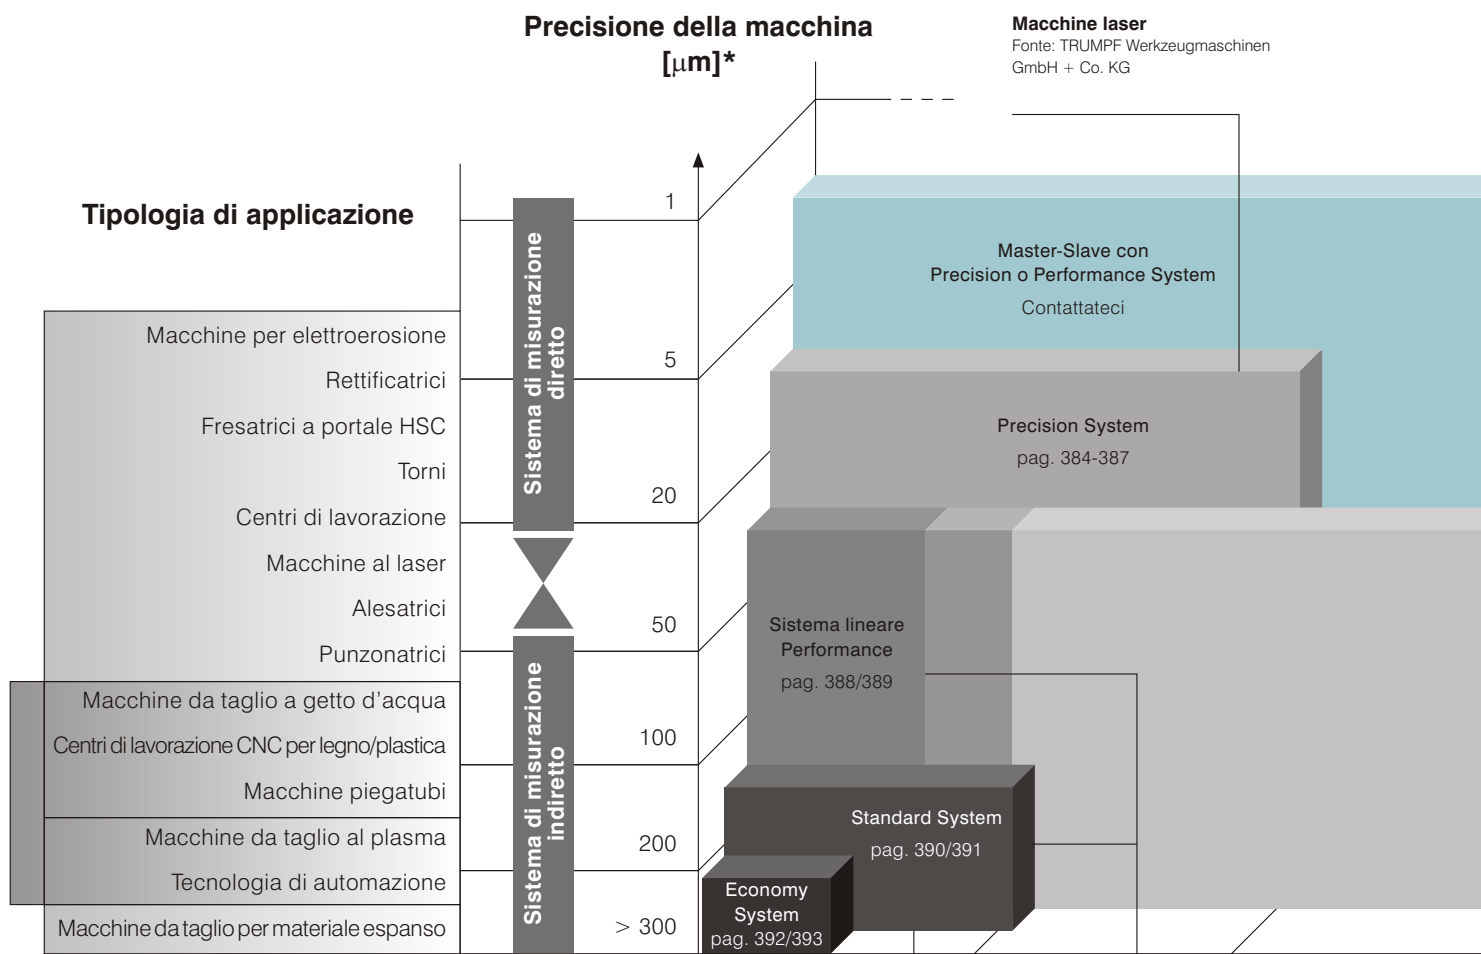 Precisione della macchina
[µm]*
Macchine laser
Fonte: TRUMPF Werkzeugmaschinen
GmbH + Co. KG
Tipologia di applicazione
Macchine per elettroerosione
Rettificatrici
Fresatrici a portale HSC
Torni
Centri di lavorazione
Macchine al laser
Alesatrici
Punzonatrici
Macchine da taglio a getto d’acqua
Centri di lavorazione CNC per legno/plastica
Macchine piegatubi
Macchine da taglio al plasma
Tecnologia di automazione
Macchine da taglio per materiale espanso
Sistema di misurazione
diretto
Sistema di misurazione
indiretto
1
5
20
50
100
200
> 300
Master-Slave con
Precision o Performance System
Contattateci
Precision System
pag. 384-387
Sistema lineare
Performance
pag. 388/389
Standard System
pag. 390/391
Economy
System
pag. 392/393